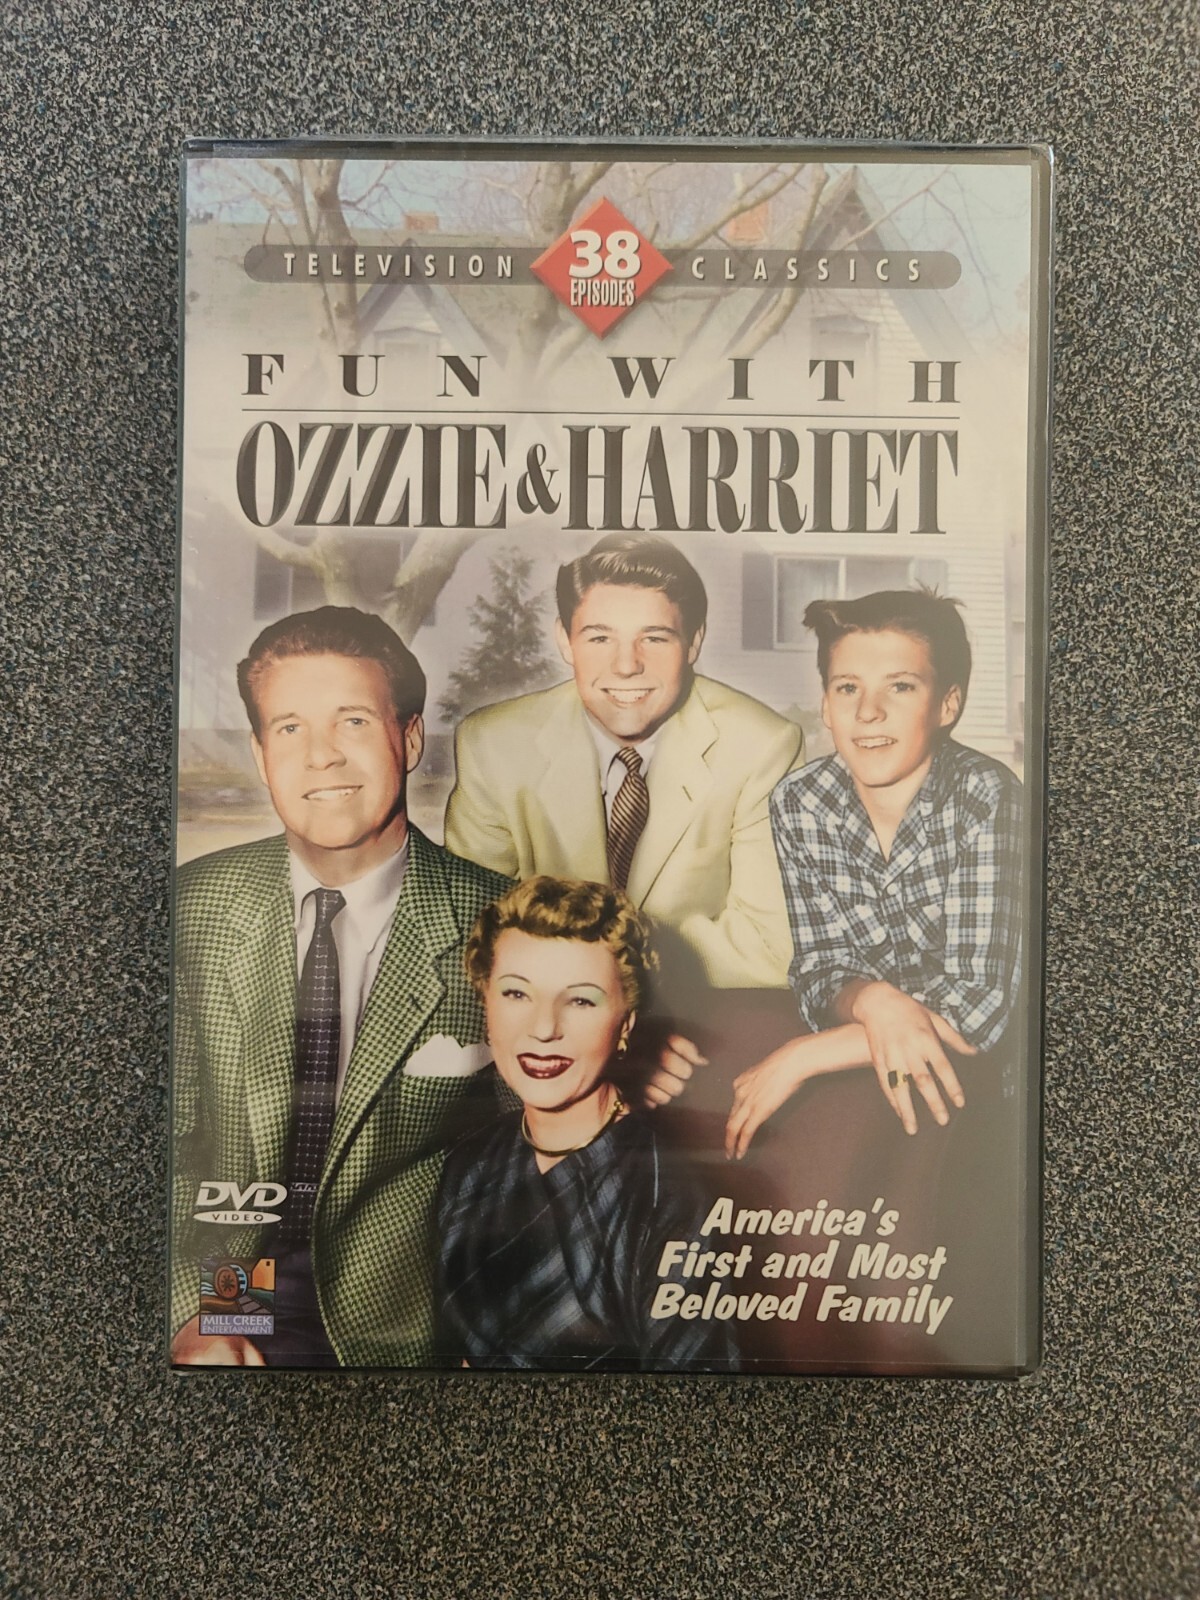 TELEVISION 38 CLASSICS
EPISODES
FUN WITH
OZZIE & HARRIET
DVD
VIDEO
MILL CREEK
ENTERTAINMENT
America's
First and Most
Beloved Family